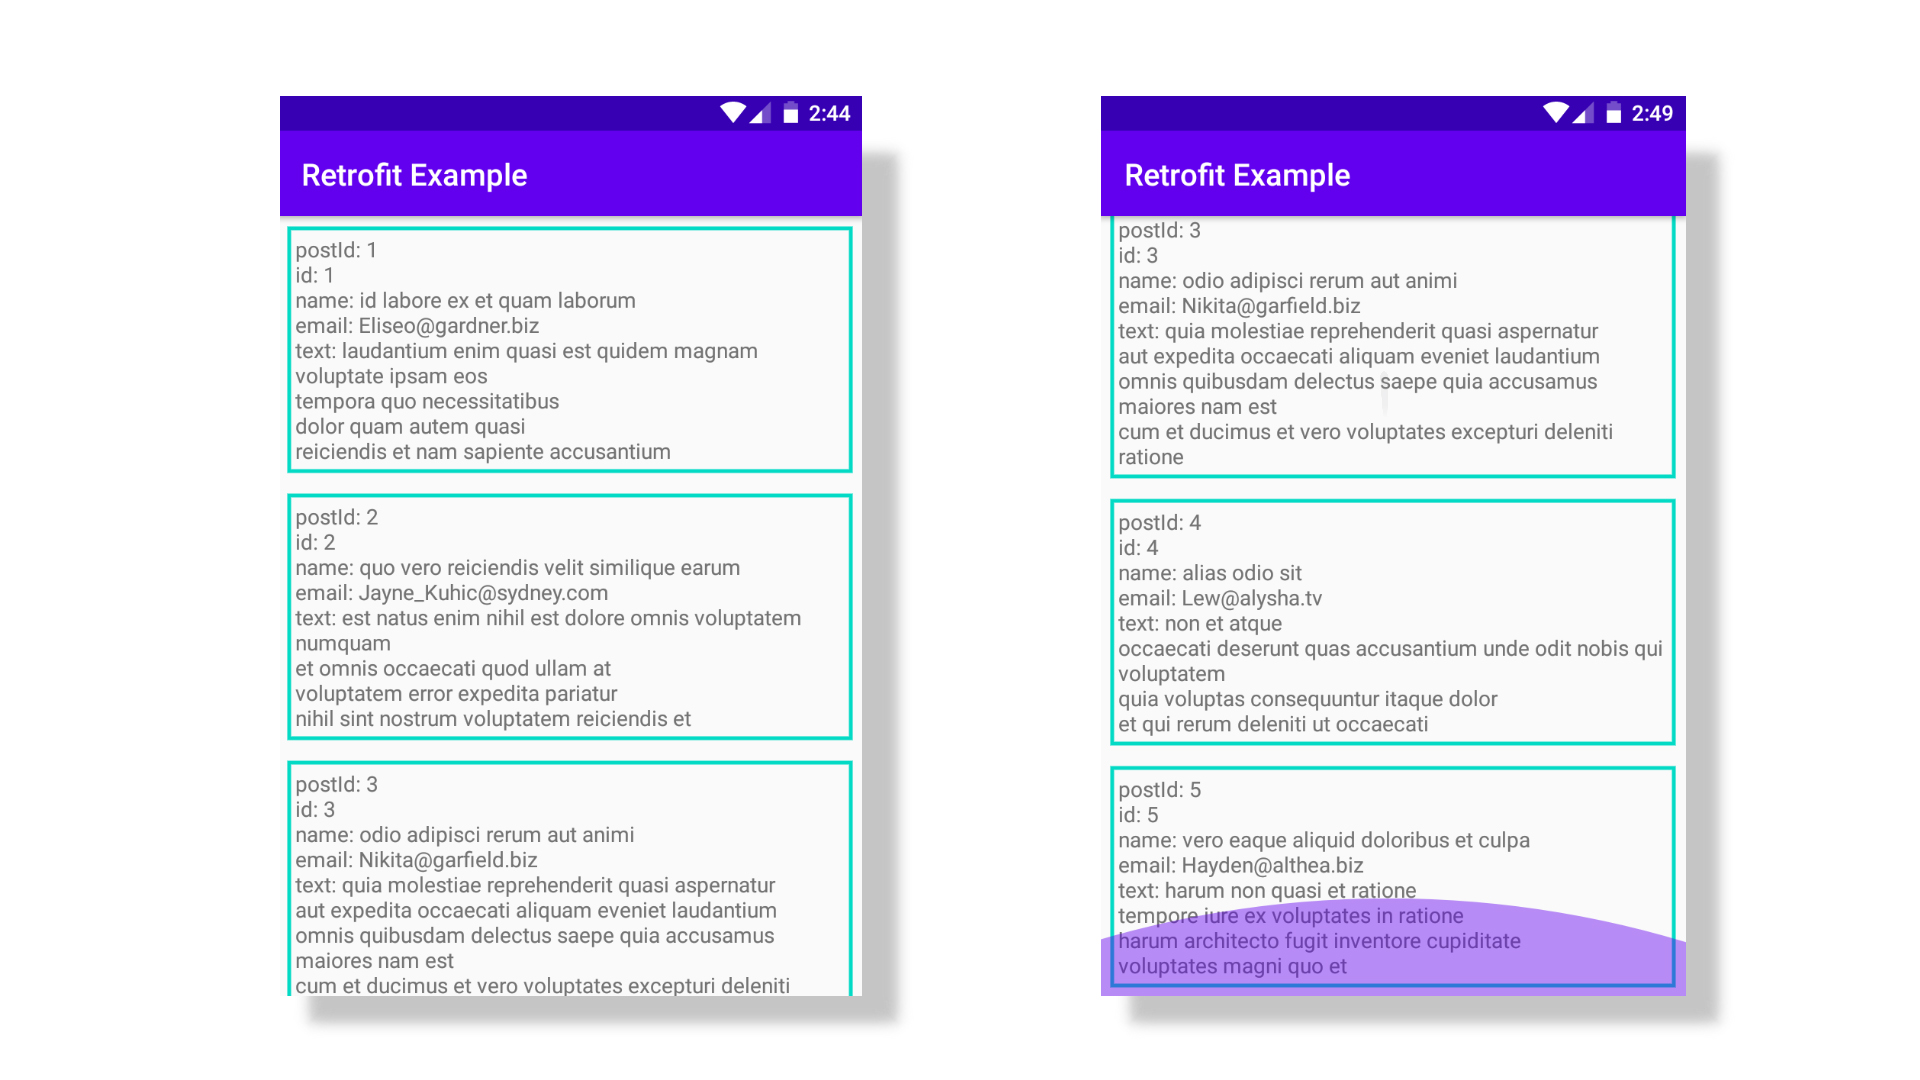 2:44
Retrofit Example
postId: 1
id: 1
name: id labore ex et quam laborum
email: Eliseo@gardner.biz
text: laudantium enim quasi est quidem magnam
voluptate ipsam eos
tempora quo necessitatibus
dolor quam autem quasi
reiciendis et nam sapiente accusantium
postId: 2
id: 2
name: quo vero reiciendis velit similique earum
email: Jayne_Kuhic@sydney.com
text: est natus enim nihil est dolore omnis voluptatem
numquam
et omnis occaecati quod ullam at
voluptatem error expedita pariatur
nihil sint nostrum voluptatem reiciendis et
postId: 3
id: 3
name: odio adipisci rerum aut animi
email: Nikita@garfield.biz
text: quia molestiae reprehenderit quasi aspernatur
aut expedita occaecati aliquam eveniet laudantium
omnis quibusdam delectus saepe quia accusamus
maiores nam est
cum et ducimus et vero voluptates excepturi deleniti
2:49
Retrofit Example
postId: 3
id: 3
name: odio adipisci rerum aut animi
email: Nikita@garfield.biz
text: quia molestiae reprehenderit quasi aspernatur
aut expedita occaecati aliquam eveniet laudantium
omnis quibusdam delectus saepe quia accusamus
maiores nam est
cum et ducimus et vero voluptates excepturi deleniti
ratione
postId: 4
id: 4
name: alias odio sit
email: Lew@alysha.tv
text: non et atque
occaecati deserunt quas accusantium unde odit nobis qui
voluptatem
quia voluptas consequuntur itaque dolor
et qui rerum deleniti ut occaecati
postId: 5
id: 5
name: vero eaque aliquid doloribus et culpa
email: Hayden@althea.biz
text: harum non quasi et ratione
tempore iure ex voluptates in ratione
harum architecto fugit inventore cupiditate
voluptates magni quo et